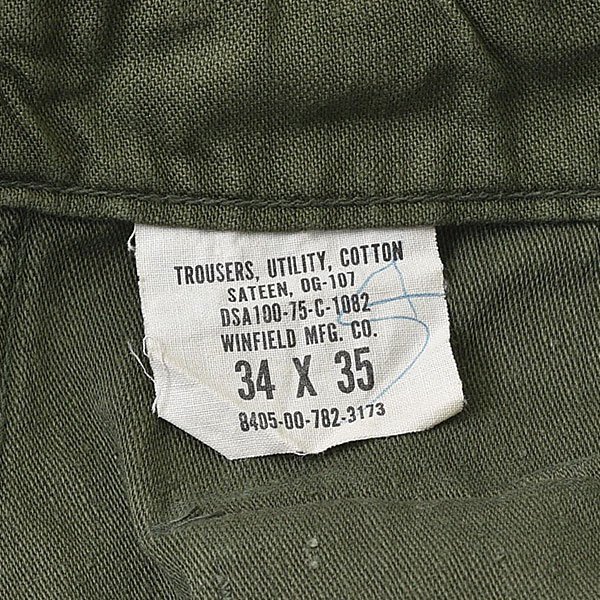 TROUSERS, UTILITY, COTTON
SATEEN, OG-107
DSA100-75-C-1082
WINFIELD MFG. CO.
34 X 35
8405-00-782-3173